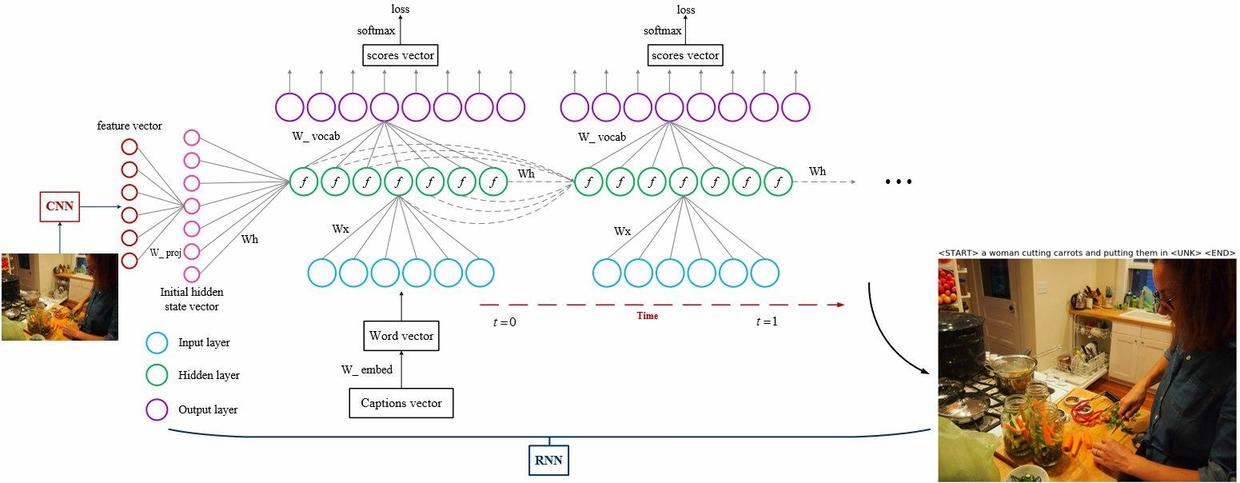 loss
softmax
scores vector
loss
softmax
scores vector
feature vector
W_ vocab
W_ vocab
f f f f f f f
Wh
f f f f f f f
Wh
...
CNN
Wh
W_ proj
Wx
Wx
<START> a woman cutting carrots and putting them in <UNK> <END>
Initial hidden
state vector
Time
t=0
t=1
Word vector
Input layer
W_ embed
Hidden layer
Captions vector
Output layer
RNN